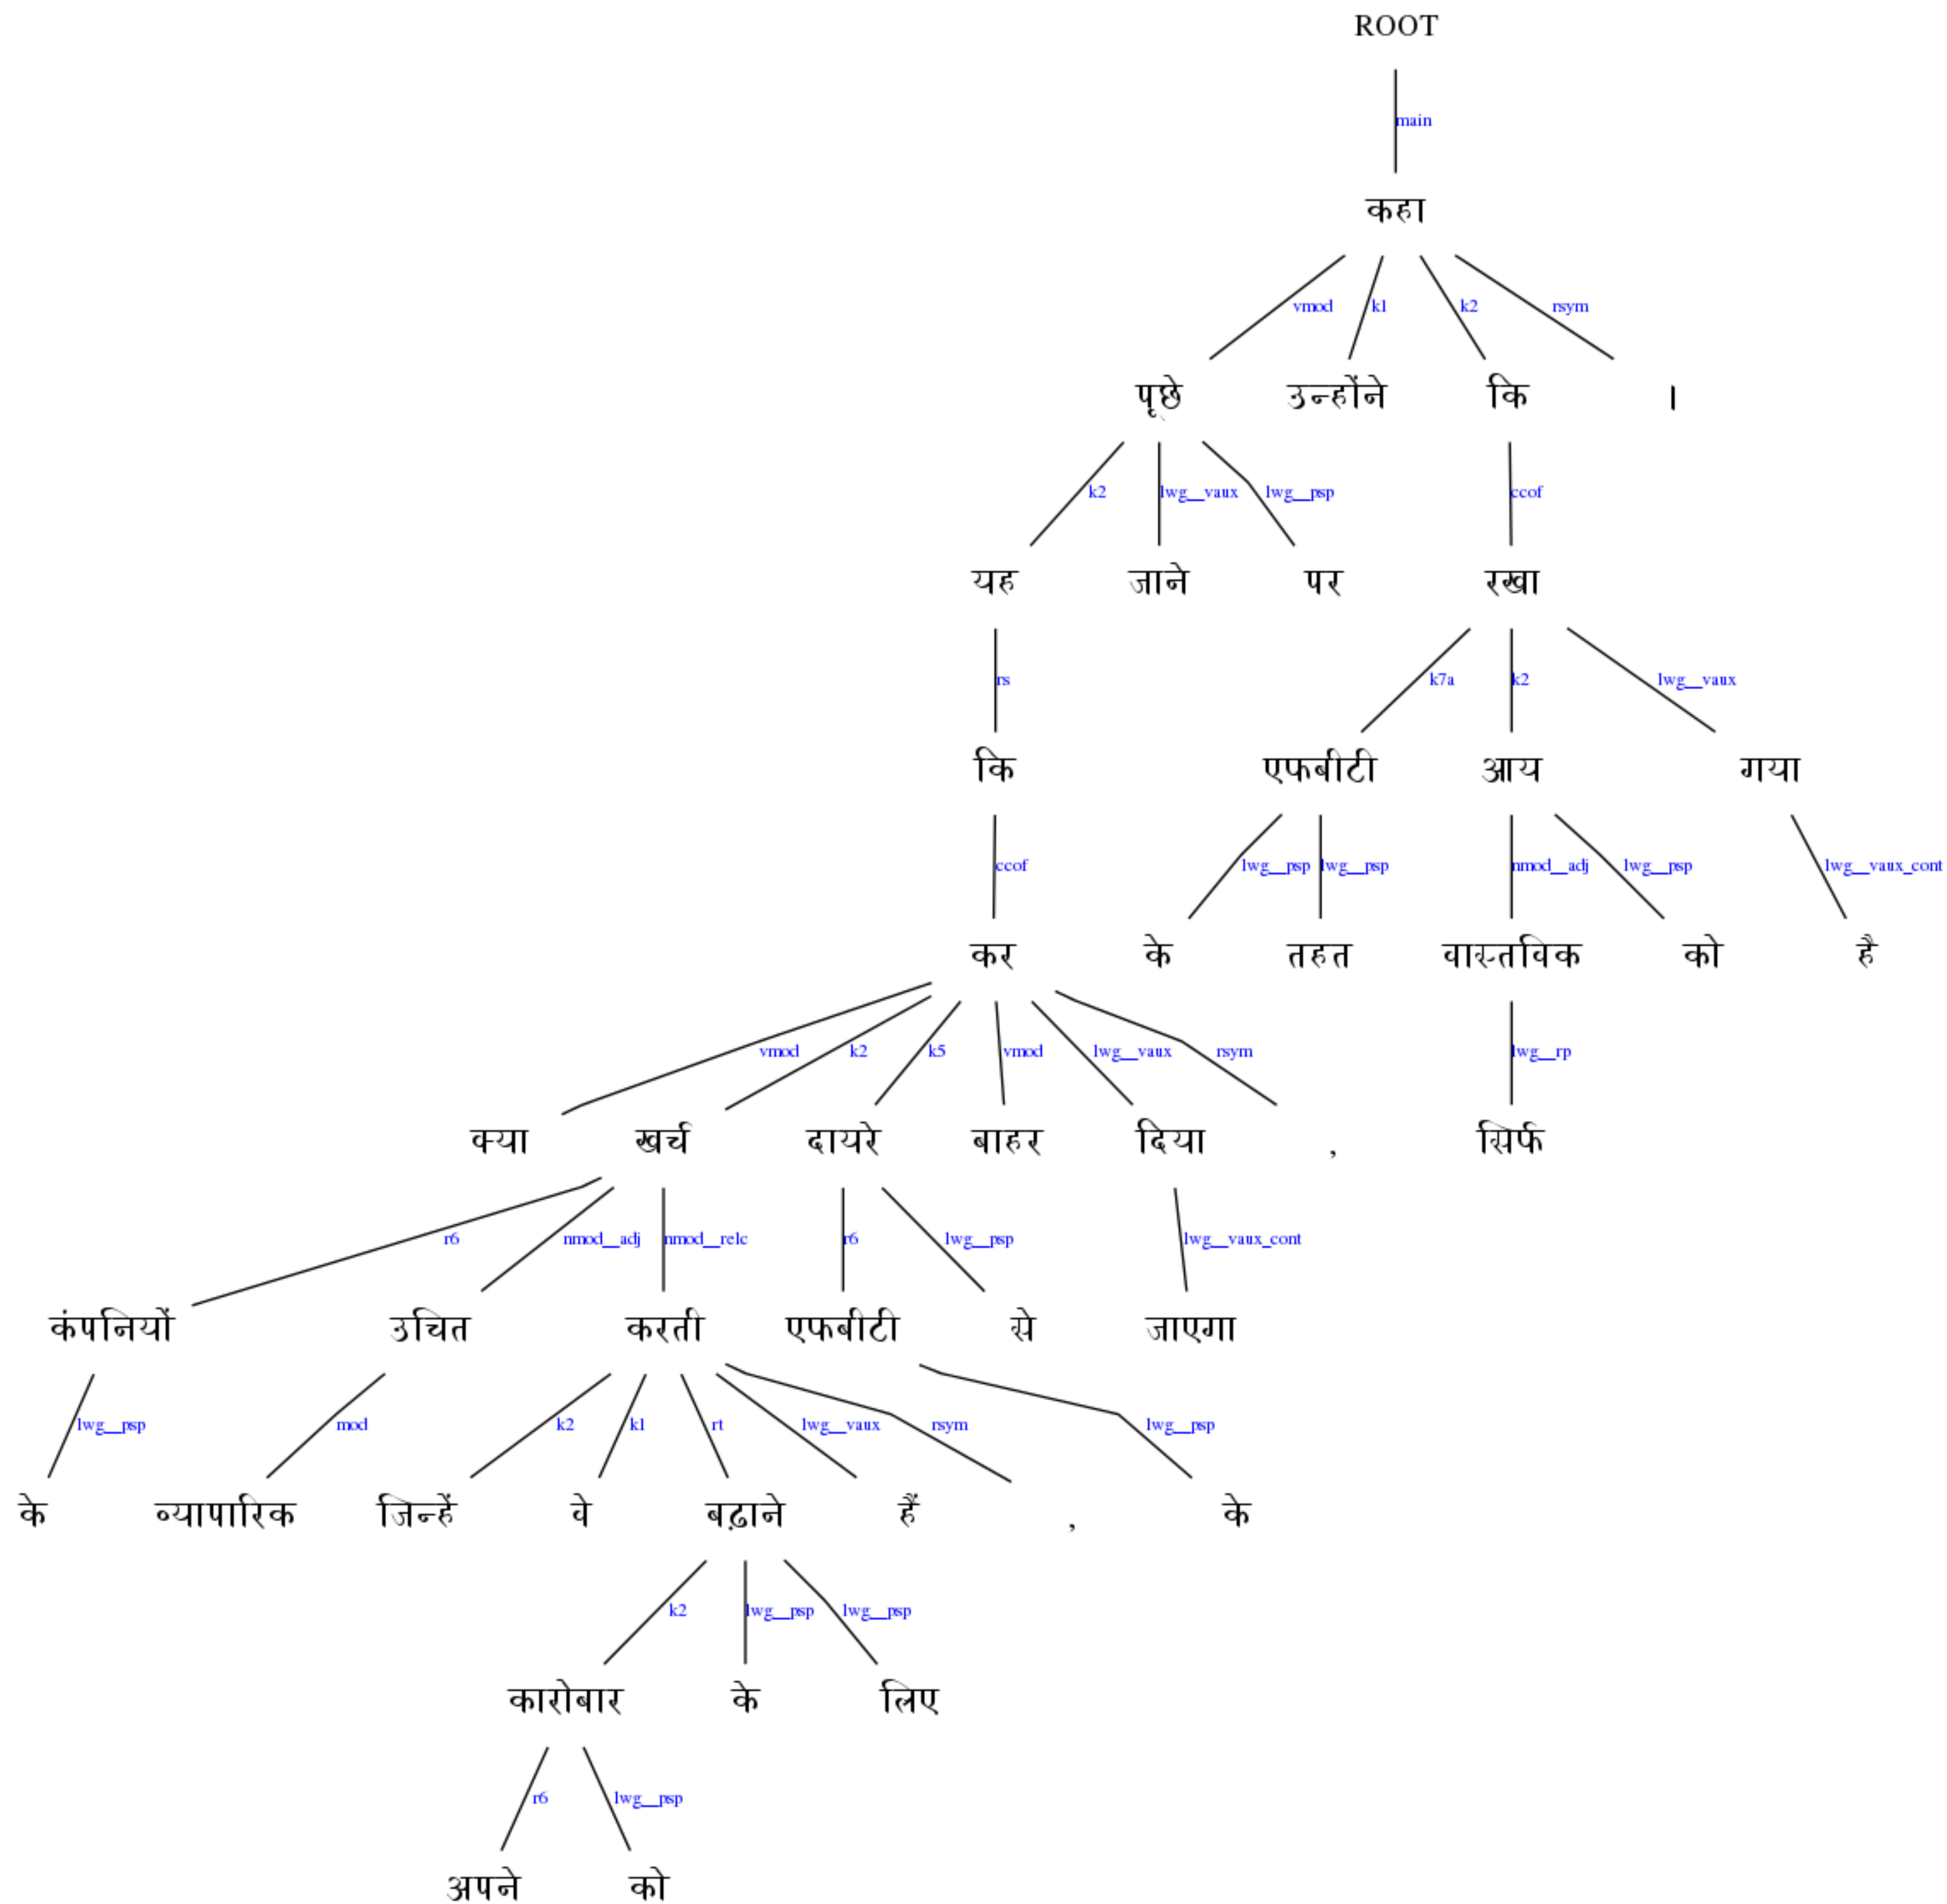 ROOT
main
कहा
vmod k1 k2 rsym
पूछे उन्होंने कि ।
k2 lwg__vaux lwg__psp ccof
यह जाने पर रखा
rs k7a k2 lwg__vaux
कि एफबीटी आय गया
ccof lwg__psp lwg__psp nmod__adj lwg__psp lwg__vaux_cont
कर के तहत वास्तविक को है
vmod k2 k5 vmod lwg__vaux rsym lwg__rp
क्या खर्च दायरे बाहर दिया , सिर्फ
r6 nmod__adj nmod__relc r6 lwg__psp lwg__vaux_cont
कंपनियों उचित करती एफबीटी से जाएगा
lwg__psp mod k2 k1 rt lwg__vaux rsym lwg__psp
के व्यापारिक जिन्हें वे बढ़ाने हैं , के
k2 lwg__psp lwg__psp
कारोबार के लिए
r6 lwg__psp
अपने को